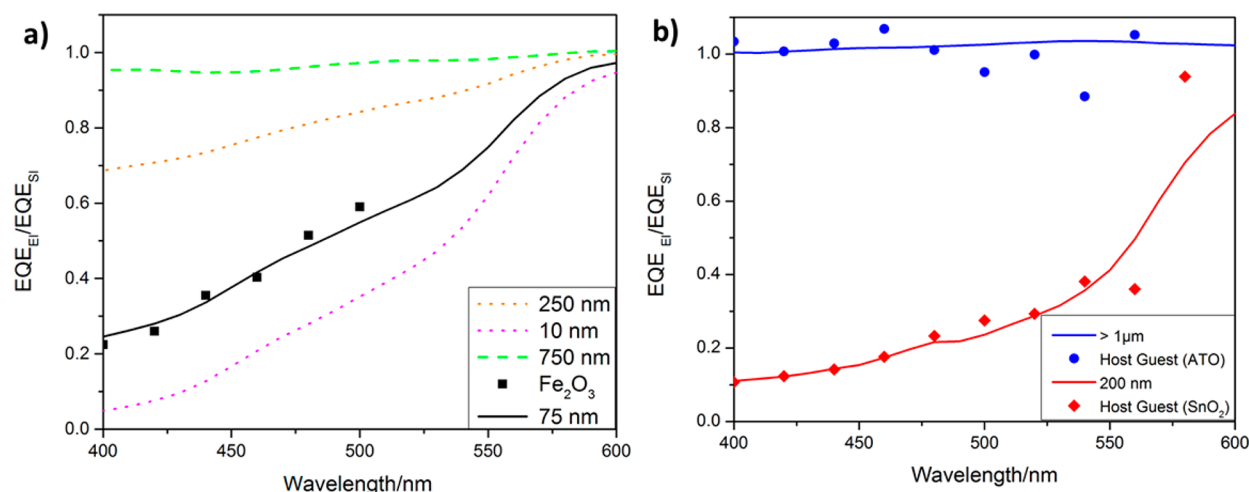 a)
EQE_EI/EQE_SI
1.0
0.8
0.6
0.4
0.2
0.0
400
450
500
550
600
Wavelength/nm
250 nm
10 nm
750 nm
Fe₂O₃
75 nm
b)
EQE_EI/EQE_SI
1.0
0.8
0.6
0.4
0.2
0.0
400
450
500
550
600
Wavelength/nm
> 1µm
Host Guest (ATO)
200 nm
Host Guest (SnO₂)